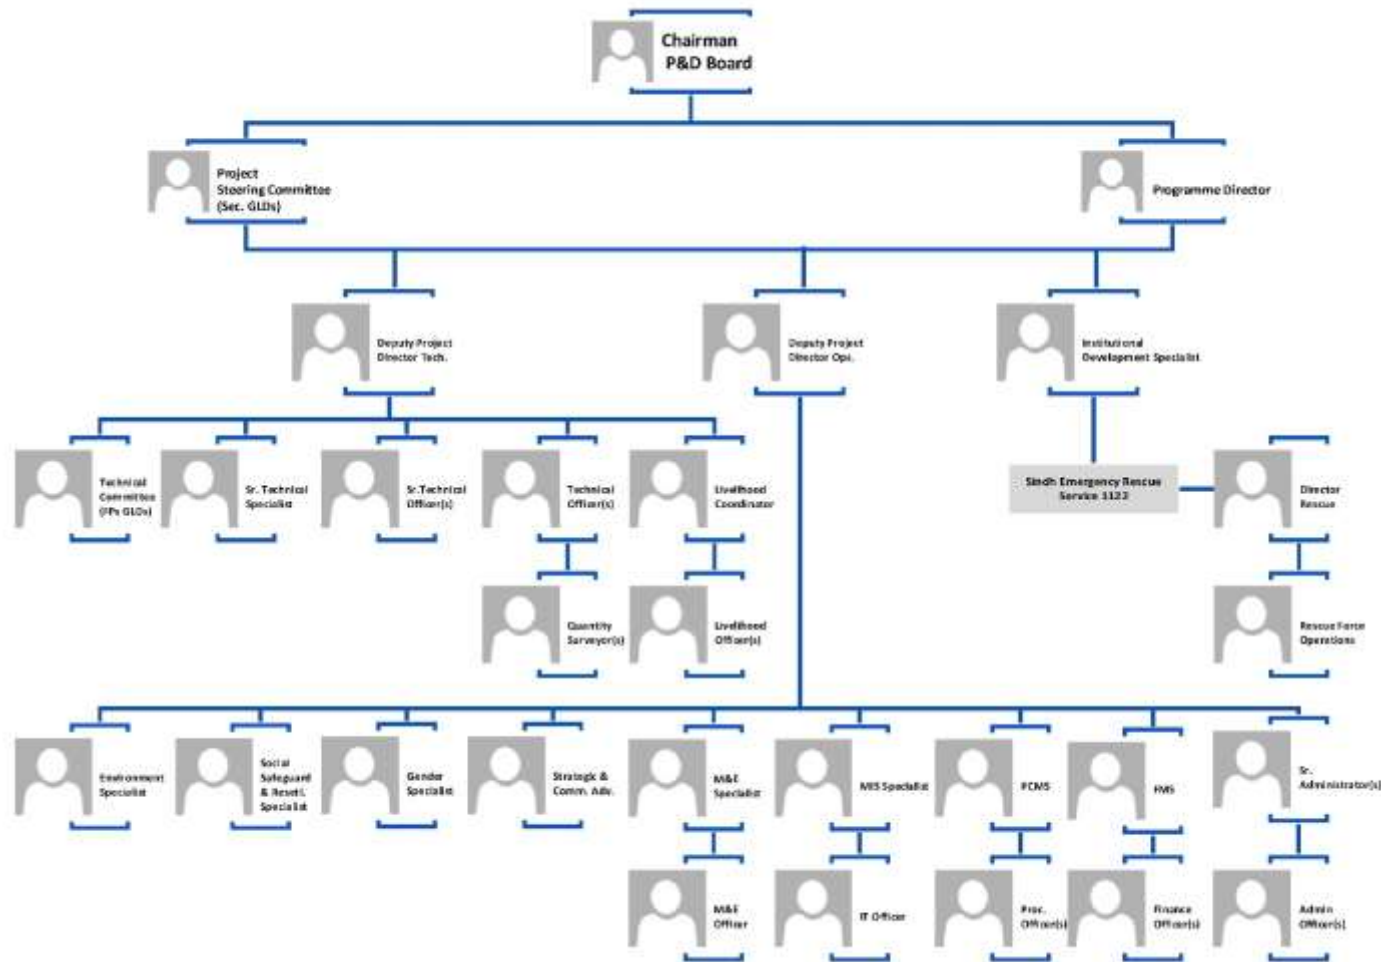 Chairman
P&D Board
Project
Steering Committee
(Sec. GLDs)
Programme Director
Deputy Project
Director Tech.
Deputy Project
Director Ops.
Institutional
Development Specialist
Technical
Committee
(FPs GLDs)
Sr. Technical
Specialist
Sr.Technical
Officer(s)
Technical
Officer(s)
Livelihood
Coordinator
Sindh Emergency Rescue
Service 1122
Director
Rescue
Quantity
Surveyor(s)
Livelihood
Officer(s)
Rescue Force
Operations
Environment
Specialist
Social
Safeguard
& Resett.
Specialist
Gender
Specialist
Strategic &
Comm. Adv.
M&E
Specialist
MIS Specialist
PCMS
FMS
Sr.
Administrator(s)
M&E
Officer
IT Officer
Proc.
Officer(s)
Finance
Officer(s)
Admin
Officer(s)